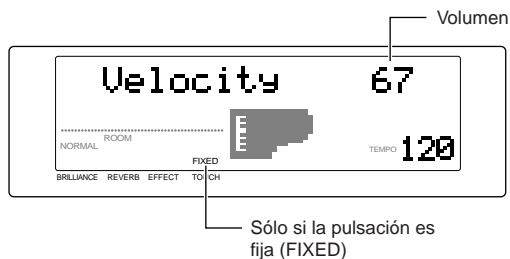 Volumen
Velocity 67
ROOM
NORMAL
TEMPO 120
FIXED
BRILLIANCE REVERB EFFECT TOUCH
Sólo si la pulsación es
fija (FIXED)